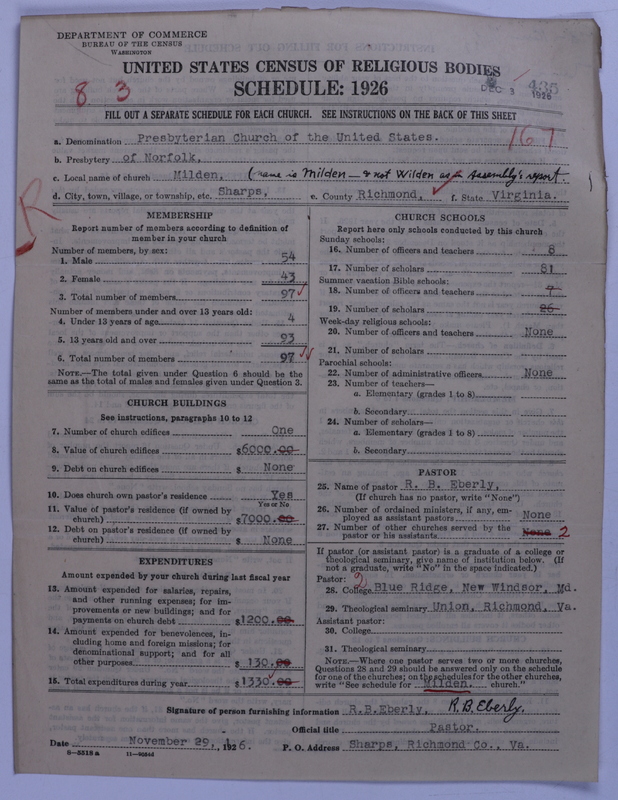 DEPARTMENT OF COMMERCE
BUREAU OF THE CENSUS
WASHINGTON
UNITED STATES CENSUS OF RELIGIOUS BODIES
SCHEDULE: 1926
8 3
DEC 3 1926
435
FILL OUT A SEPARATE SCHEDULE FOR EACH CHURCH. SEE INSTRUCTIONS ON THE BACK OF THIS SHEET
167
a. Denomination Presbyterian Church of the United States.
b. Presbytery of Norfolk,
c. Local name of church Milden, (name is Milden — & not Wilden as in Assembly's report.
d. City, town, village, or township, etc. Sharps, e. County Richmond, f. State Virginia.
R
MEMBERSHIP
Report number of members according to definition of member in your church
Number of members, by sex:
1. Male 54
2. Female 43
3. Total number of members 97
Number of members under and over 13 years old:
4. Under 13 years of age 4
5. 13 years old and over 93
6. Total number of members 97
NOTE.—The total given under Question 6 should be the
same as the total of males and females given under Question 3.
CHURCH BUILDINGS
See instructions, paragraphs 10 to 12
7. Number of church edifices One
8. Value of church edifices $6000.00
9. Debt on church edifices $ None
10. Does church own pastor's residence Yes
Yes or No
11. Value of pastor's residence (if owned by
church) $7000.00
12. Debt on pastor's residence (if owned by
church) $ None
EXPENDITURES
Amount expended by your church during last fiscal year
13. Amount expended for salaries, repairs,
and other running expenses; for im-
provements or new buildings; and for
payments on church debt $1200.00
14. Amount expended for benevolences, in-
cluding home and foreign missions; for
denominational support; and for all
other purposes $ 130.00
15. Total expenditures during year $1330.00
CHURCH SCHOOLS
Report here only schools conducted by this church
Sunday schools:
16. Number of officers and teachers 8
17. Number of scholars 81
Summer vacation Bible schools:
18. Number of officers and teachers 7
19. Number of scholars 26
Week-day religious schools:
20. Number of officers and teachers None
21. Number of scholars
Parochial schools:
22. Number of administrative officers None
23. Number of teachers—
a. Elementary (grades 1 to 8)
b. Secondary
24. Number of scholars—
a. Elementary (grades 1 to 8)
b. Secondary
PASTOR
25. Name of pastor R. B. Eberly,
(If church has no pastor, write "None")
26. Number of ordained ministers, if any, em-
ployed as assistant pastors None
27. Number of other churches served by the
pastor or his assistants None 2
If pastor (or assistant pastor) is a graduate of a college or
theological seminary, give name of institution below. (If
not a graduate, write "No" in the space indicated.)
Pastor: 2
28. College Blue Ridge, New Windsor, Md.
29. Theological seminary Union, Richmond, Va.
Assistant pastor:
30. College
31. Theological seminary
NOTE.—Where one pastor serves two or more churches,
Questions 28 and 29 should be answered only on the schedule
for one of the churches; on the schedules for the other churches,
write "See schedule for Milden. church."
Signature of person furnishing information R.B.Eberly, R.B.Eberly.
Official title Pastor.
Date November 29, 1926. P. O. Address Sharps, Richmond Co., Va.
8-5518 a